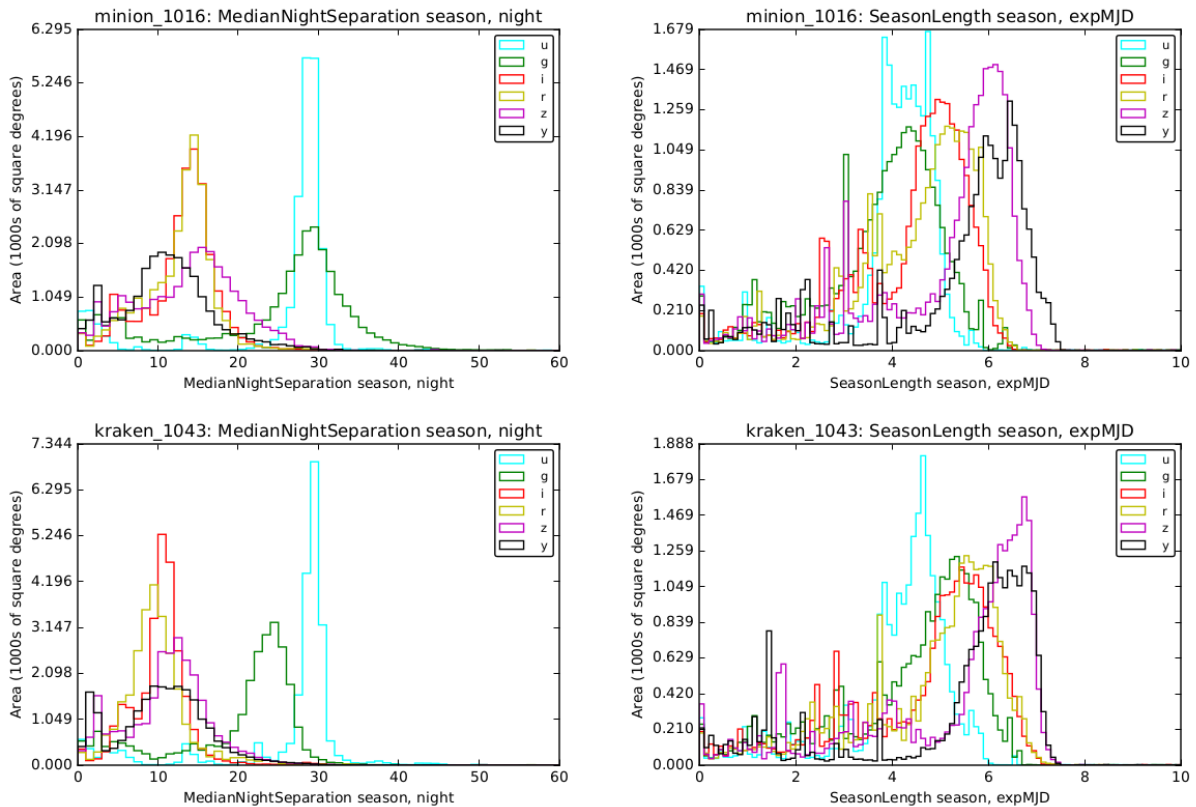 minion_1016: MedianNightSeparation season, night
6.295
5.246
4.196
3.147
2.098
1.049
0.000
Area (1000s of square degrees)
u
g
i
r
z
y
0 10 20 30 40 50 60
MedianNightSeparation season, night
minion_1016: SeasonLength season, expMJD
1.679
1.469
1.259
1.049
0.839
0.629
0.420
0.210
0.000
Area (1000s of square degrees)
u
g
i
r
z
y
0 2 4 6 8 10
SeasonLength season, expMJD
kraken_1043: MedianNightSeparation season, night
7.344
6.295
5.246
4.196
3.147
2.098
1.049
0.000
Area (1000s of square degrees)
u
g
i
r
z
y
0 10 20 30 40 50 60
MedianNightSeparation season, night
kraken_1043: SeasonLength season, expMJD
1.888
1.679
1.469
1.259
1.049
0.839
0.629
0.420
0.210
0.000
Area (1000s of square degrees)
u
g
i
r
z
y
0 2 4 6 8 10
SeasonLength season, expMJD